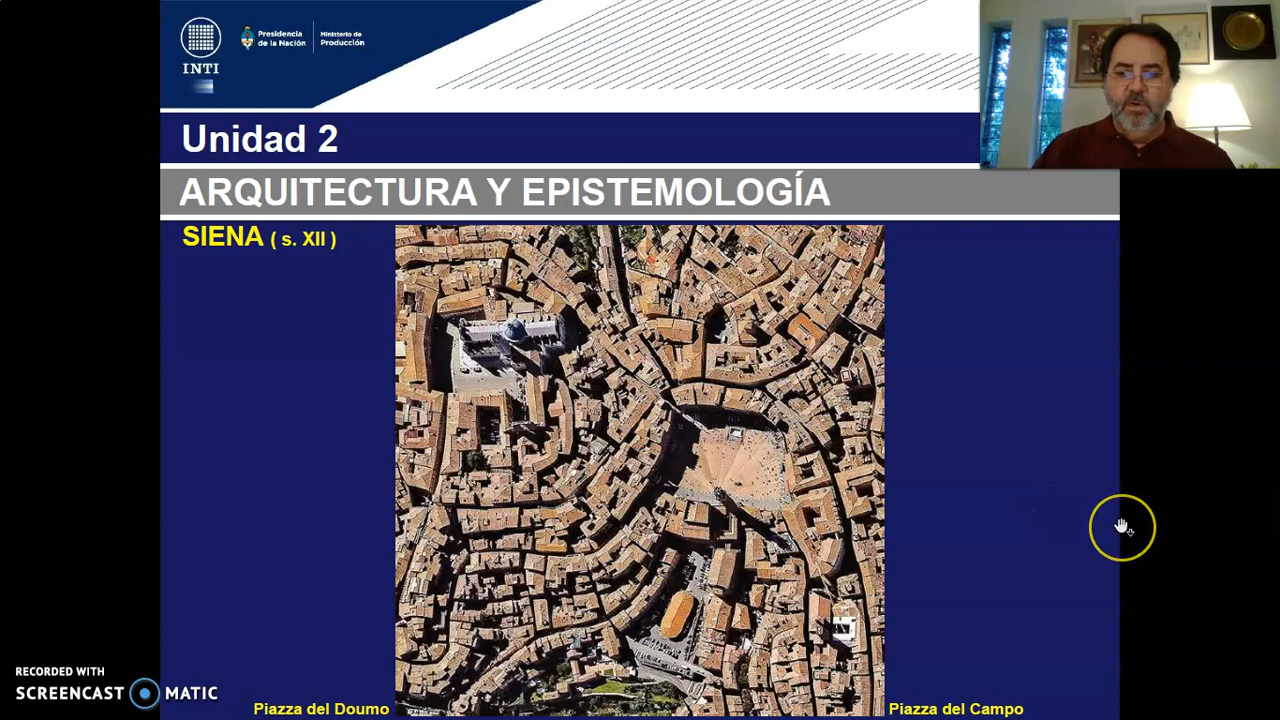 INTI
Presidencia
de la Nación
Ministerio de
Producción
Unidad 2
ARQUITECTURA Y EPISTEMOLOGÍA
SIENA ( s. XII )
Piazza del Doumo
Piazza del Campo
RECORDED WITH
SCREENCAST MATIC